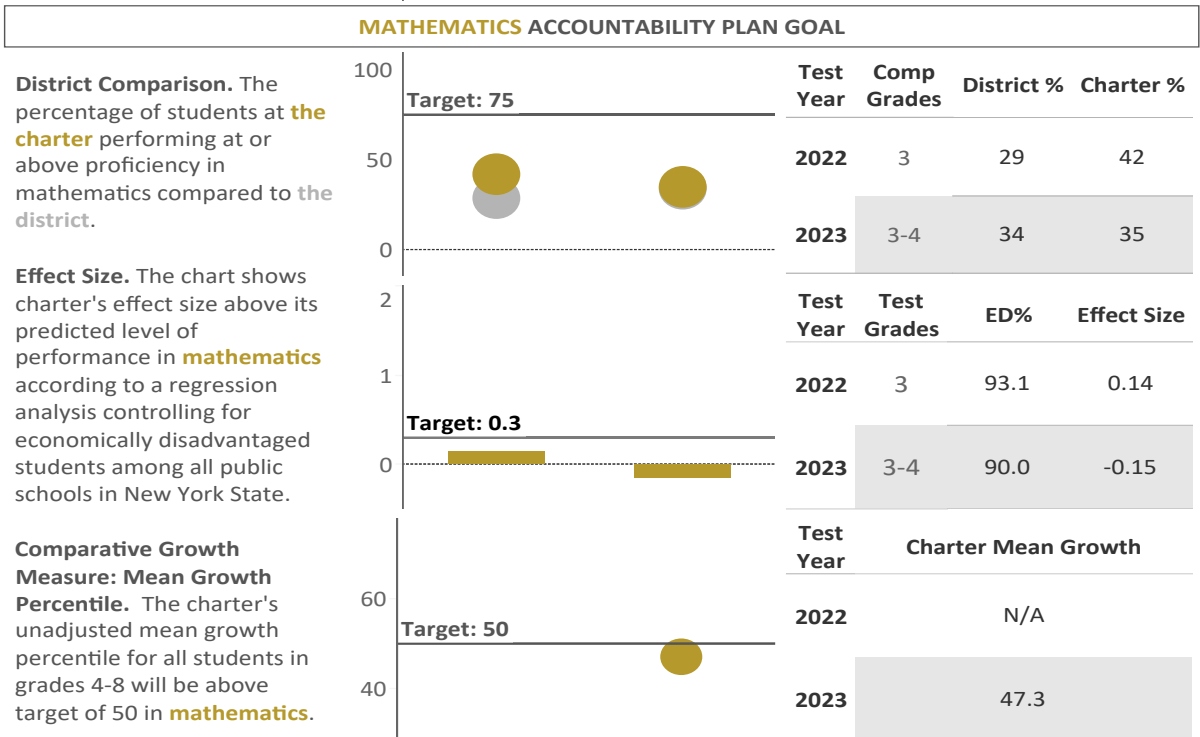 MATHEMATICS ACCOUNTABILITY PLAN GOAL
District Comparison. The
percentage of students at the
charter performing at or
above proficiency in
mathematics compared to the
district.
100
Target: 75
50
0
Test Year Comp Grades District % Charter %
2022 3 29 42
2023 3-4 34 35
Effect Size. The chart shows
charter's effect size above its
predicted level of
performance in mathematics
according to a regression
analysis controlling for
economically disadvantaged
students among all public
schools in New York State.
2
1
Target: 0.3
0
Test Year Test Grades ED% Effect Size
2022 3 93.1 0.14
2023 3-4 90.0 -0.15
Comparative Growth
Measure: Mean Growth
Percentile. The charter's
unadjusted mean growth
percentile for all students in
grades 4-8 will be above
target of 50 in mathematics.
60
Target: 50
40
Test Year Charter Mean Growth
2022 N/A
2023 47.3